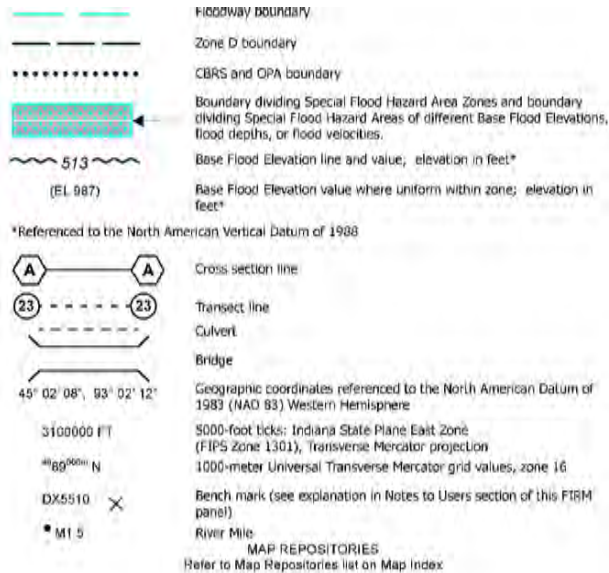 Floodway boundary
Zone D boundary
CBRS and OPA boundary
Boundary dividing Special Flood Hazard Area Zones and boundary
dividing Special Flood Hazard Areas of different Base Flood Elevations,
flood depths, or flood velocities.
513 Base Flood Elevation line and value; elevation in feet*
(EL 987) Base Flood Elevation value where uniform within zone; elevation in
feet*
*Referenced to the North American Vertical Datum of 1988
A A Cross section line
23 23 Transect line
Culvert
Bridge
45° 02' 08", 93° 02' 12" Geographic coordinates referenced to the North American Datum of
1983 (NAD 83) Western Hemisphere
3100000 FT 5000-foot ticks: Indiana State Plane East Zone
(FIPS Zone 1301), Transverse Mercator projection
89 N 1000-meter Universal Transverse Mercator grid values, zone 16
DX5510 Bench mark (see explanation in Notes to Users section of this FIRM
panel)
M1.5 River Mile
MAP REPOSITORIES
Refer to Map Repositories list on Map Index